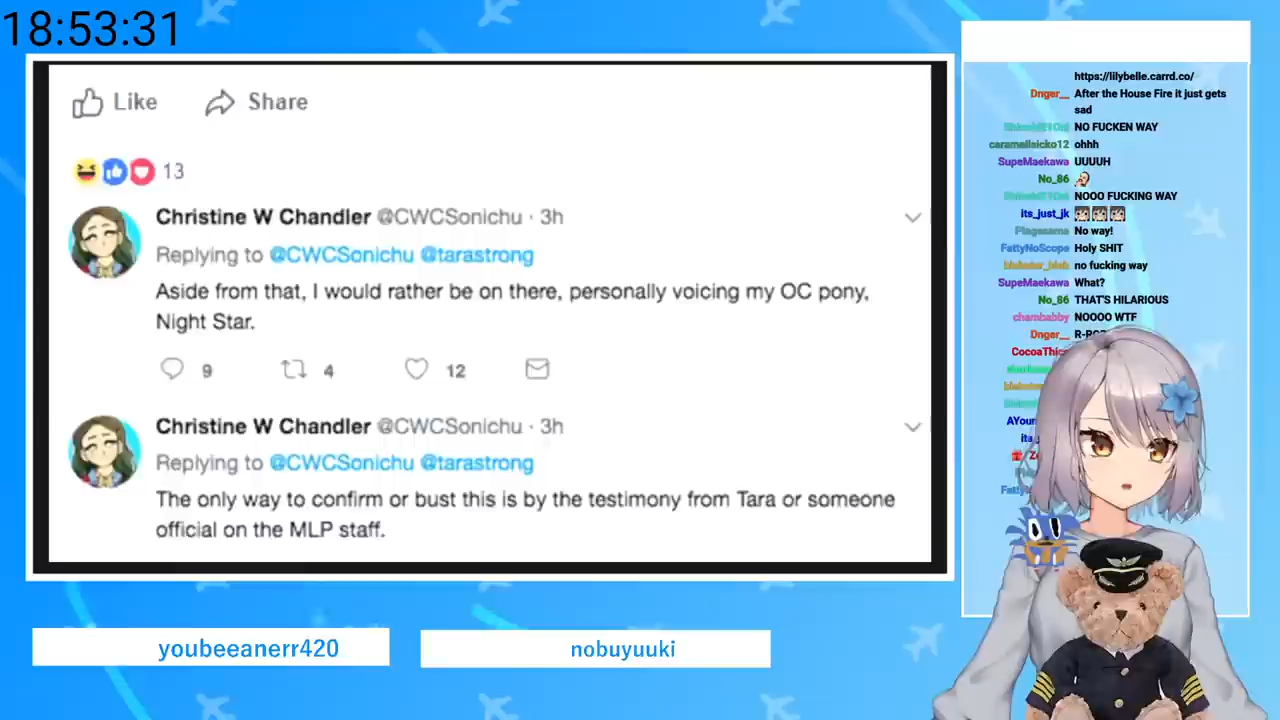 18:53:31
Like
Share
13
Christine W Chandler @CWCSonichu · 3h
Replying to @CWCSonichu @tarastrong
Aside from that, I would rather be on there, personally voicing my OC pony,
Night Star.
9
4
12
Christine W Chandler @CWCSonichu · 3h
Replying to @CWCSonichu @tarastrong
The only way to confirm or bust this is by the testimony from Tara or someone
official on the MLP staff.
https://lilybelle.carrd.co/
Dnger__ After the House Fire it just gets
sad
NO FUCKEN WAY
caramellsicko12 ohhh
SupeMaekawa UUUUH
No_86
NOOO FUCKING WAY
its_just_jk
Plagasama No way!
FattyNoScope Holy SHIT
no fucking way
SupeMaekawa What?
No_86 THAT'S HILARIOUS
chambabby NOOOO WTF
Dnger__
youbeeanerr420
nobuyuuki